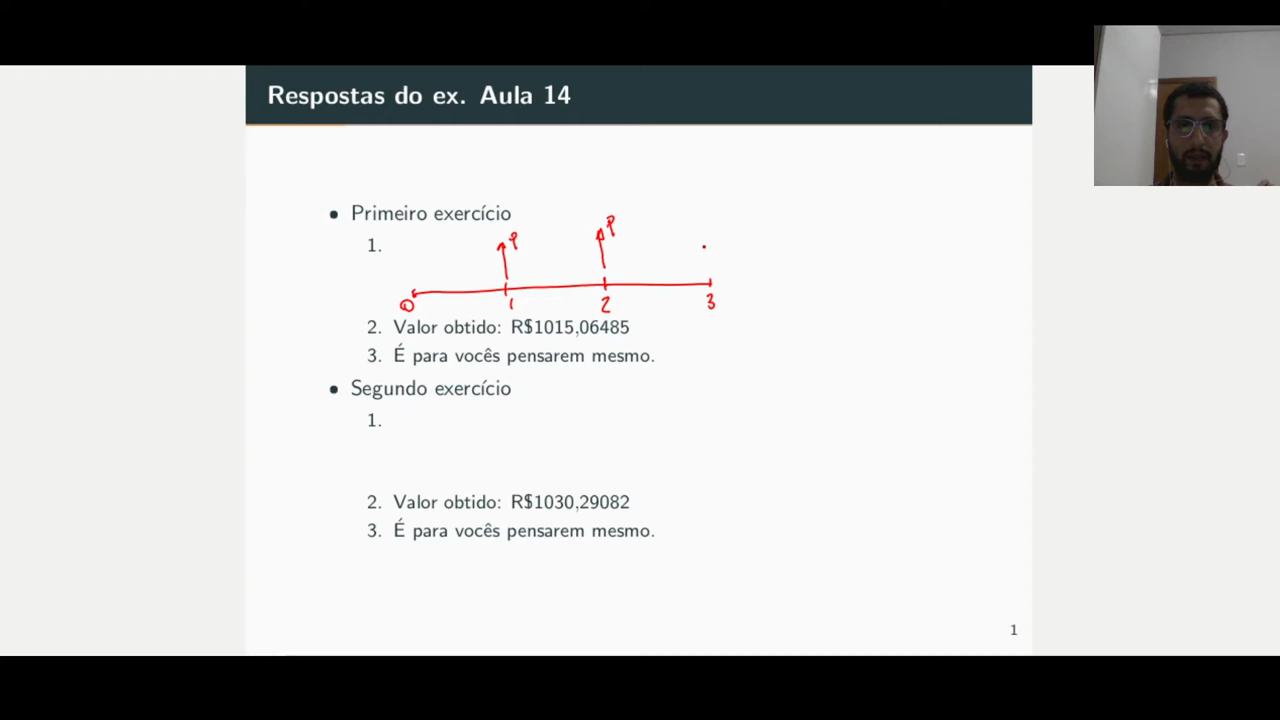 Respostas do ex. Aula 14
• Primeiro exercício
1.
P P
0 1 2 3
2. Valor obtido: R$1015,06485
3. É para vocês pensarem mesmo.
• Segundo exercício
1.
2. Valor obtido: R$1030,29082
3. É para vocês pensarem mesmo.
1